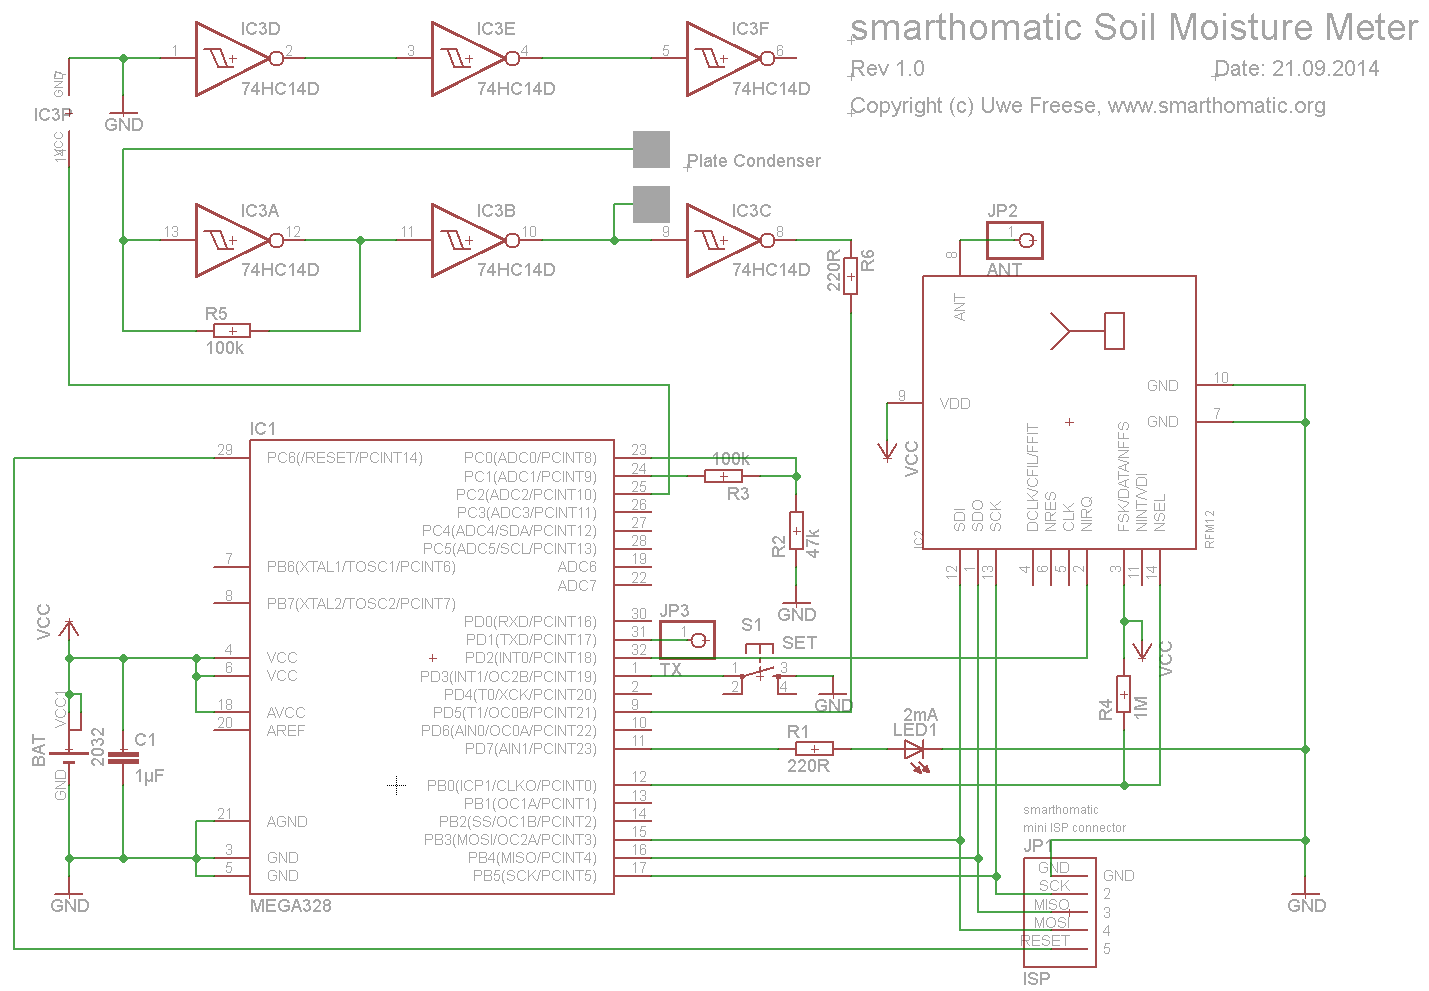 smarthomatic Soil Moisture Meter
Rev 1.0
Date: 21.09.2014
Copyright (c) Uwe Freese, www.smarthomatic.org
IC3D
1
2
74HC14D
IC3E
3
4
74HC14D
IC3F
5
6
74HC14D
GND
7
IC3P
VCC
14
GND
Plate Condenser
IC3A
13
12
74HC14D
IC3B
11
10
74HC14D
IC3C
9
8
74HC14D
R5
100k
220R
R6
JP2
1
ANT
8
ANT
9
VDD
VCC
GND
10
GND
7
SDI
SDO
SCK
DCLK/CFIL/FFIT
NRES
CLK
NIRQ
FSK/DATA/NFFS
NINT/VDI
NSEL
IC2
RFM12
12
1
13
4
6
5
2
3
11
14
IC1
29
PC6(/RESET/PCINT14)
7
PB6(XTAL1/TOSC1/PCINT6)
8
PB7(XTAL2/TOSC2/PCINT7)
4
VCC
6
VCC
18
AVCC
20
AREF
21
AGND
3
GND
5
GND
MEGA328
PC0(ADC0/PCINT8)
23
PC1(ADC1/PCINT9)
24
PC2(ADC2/PCINT10)
25
PC3(ADC3/PCINT11)
26
PC4(ADC4/SDA/PCINT12)
27
PC5(ADC5/SCL/PCINT13)
28
ADC6
19
ADC7
22
PD0(RXD/PCINT16)
30
PD1(TXD/PCINT17)
31
PD2(INT0/PCINT18)
32
PD3(INT1/OC2B/PCINT19)
1
PD4(T0/XCK/PCINT20)
2
PD5(T1/OC0B/PCINT21)
9
PD6(AIN0/OC0A/PCINT22)
10
PD7(AIN1/PCINT23)
11
PB0(ICP1/CLKO/PCINT0)
12
PB1(OC1A/PCINT1)
13
PB2(SS/OC1B/PCINT2)
14
PB3(MOSI/OC2A/PCINT3)
15
PB4(MISO/PCINT4)
16
PB5(SCK/PCINT5)
17
100k
R3
R2
47k
GND
JP3
1
TX
S1
SET
1
2
3
4
GND
R1
220R
2mA
LED1
R4
1M
VCC
VCC
VCC1
BAT
2032
GND
C1
1µF
GND
smarthomatic
mini ISP connector
JP1
GND
GND
SCK
2
MISO
3
MOSI
4
RESET
5
ISP
GND